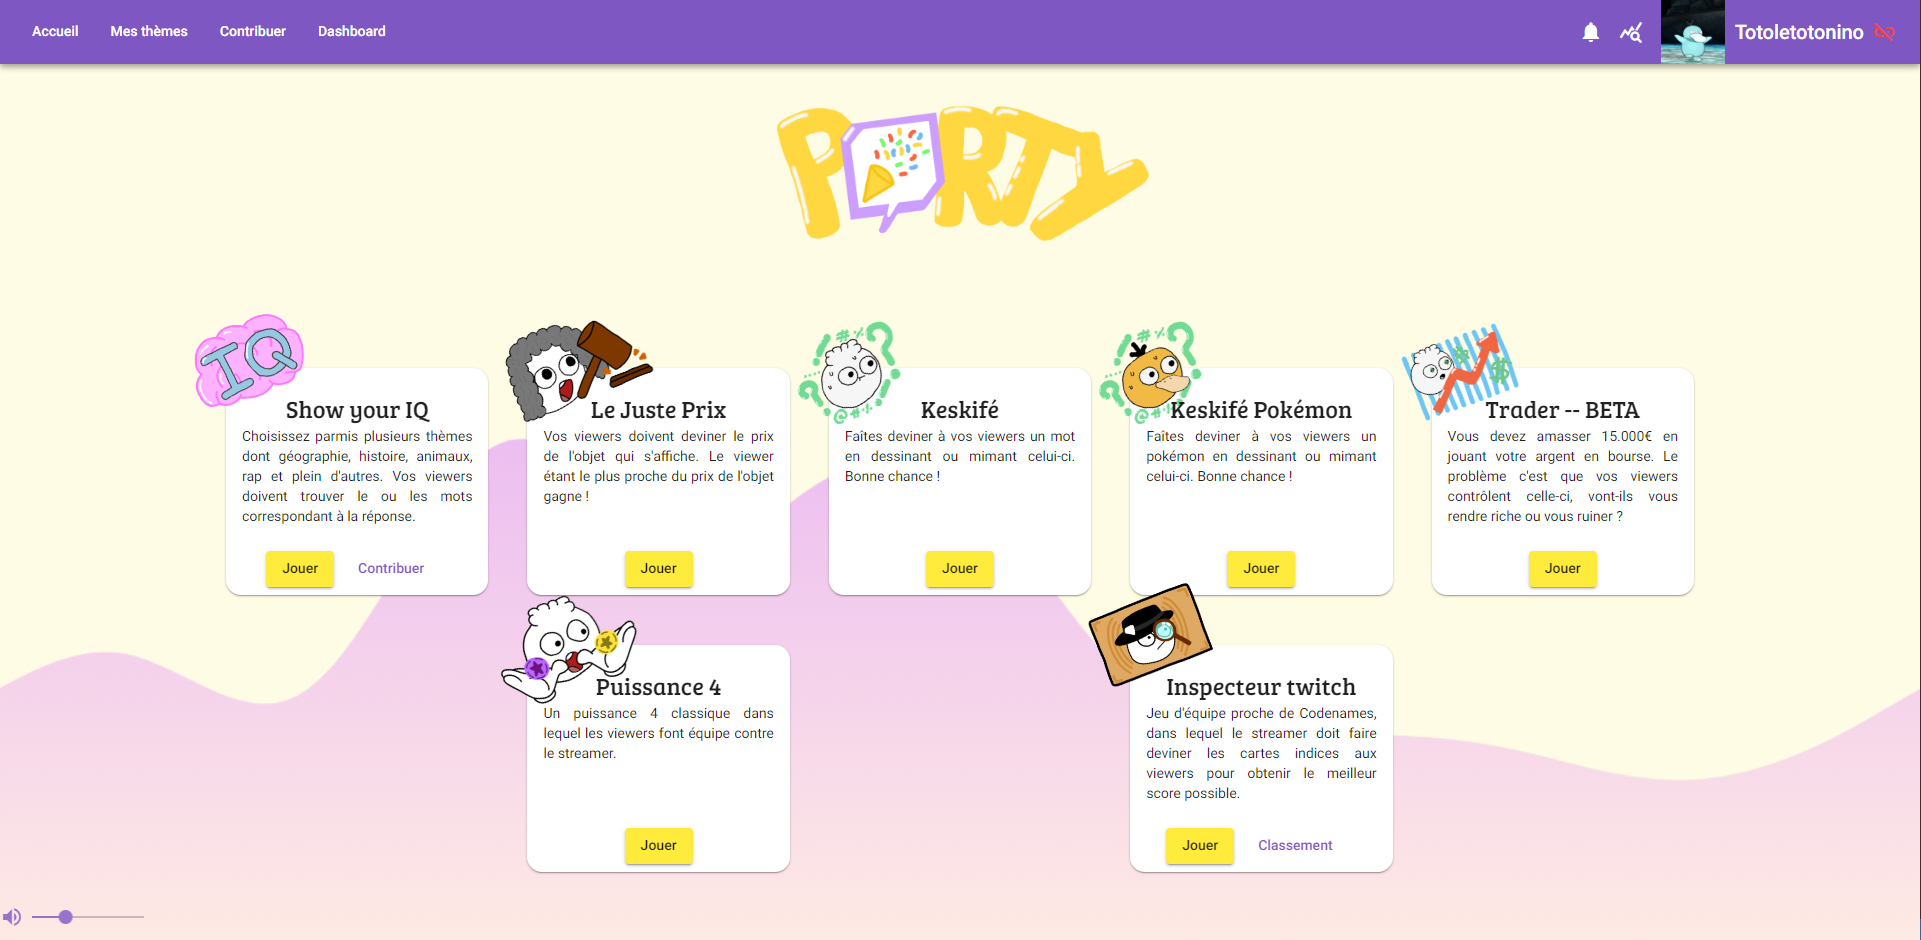 Accueil Mes thèmes Contribuer Dashboard Totoletotonino
PARTY
IQ
Show your IQ
Choisissez parmis plusieurs thèmes
dont géographie, histoire, animaux,
rap et plein d'autres. Vos viewers
doivent trouver le ou les mots
correspondant à la réponse.
Jouer Contribuer
Le Juste Prix
Vos viewers doivent deviner le prix
de l'objet qui s'affiche. Le viewer
étant le plus proche du prix de l'objet
gagne !
Jouer
Keskifé
Faîtes deviner à vos viewers un mot
en dessinant ou mimant celui-ci.
Bonne chance !
Jouer
Keskifé Pokémon
Faîtes deviner à vos viewers un
pokémon en dessinant ou mimant
celui-ci. Bonne chance !
Jouer
Trader -- BETA
Vous devez amasser 15.000€ en
jouant votre argent en bourse. Le
problème c'est que vos viewers
contrôlent celle-ci, vont-ils vous
rendre riche ou vous ruiner ?
Jouer
Puissance 4
Un puissance 4 classique dans
lequel les viewers font équipe contre
le streamer.
Jouer
Inspecteur twitch
Jeu d'équipe proche de Codenames,
dans lequel le streamer doit faire
deviner les cartes indices aux
viewers pour obtenir le meilleur
score possible.
Jouer Classement